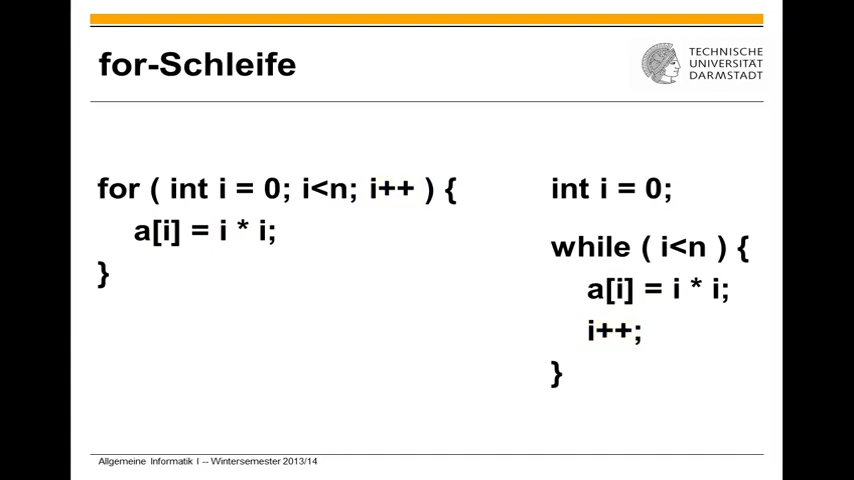 for-Schleife
TECHNISCHE
UNIVERSITÄT
DARMSTADT
for ( int i = 0; i<n; i++ ) {
a[i] = i * i;
}
int i = 0;
while ( i<n ) {
a[i] = i * i;
i++;
}
Allgemeine Informatik I -- Wintersemester 2013/14